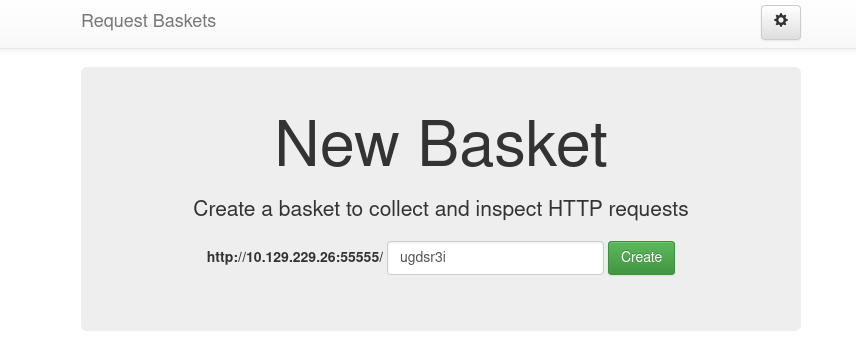 Request Baskets
New Basket
Create a basket to collect and inspect HTTP requests
http://10.129.229.26:55555/ ugdsr3i Create